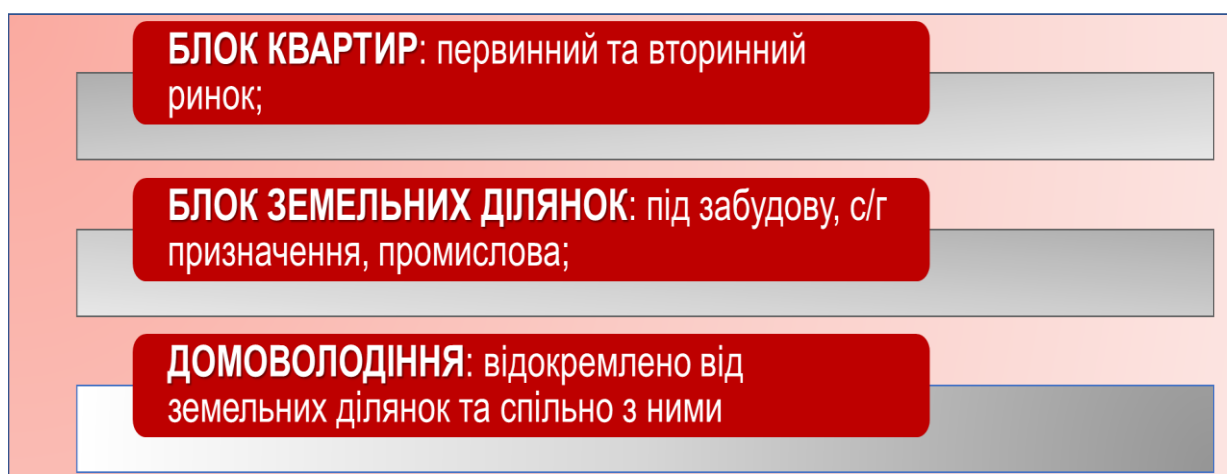 БЛОК КВАРТИР: первинний та вторинний
ринок;
БЛОК ЗЕМЕЛЬНИХ ДІЛЯНОК: під забудову, с/г
призначення, промислова;
ДОМОВОЛОДІННЯ: відокремлено від
земельних ділянок та спільно з ними